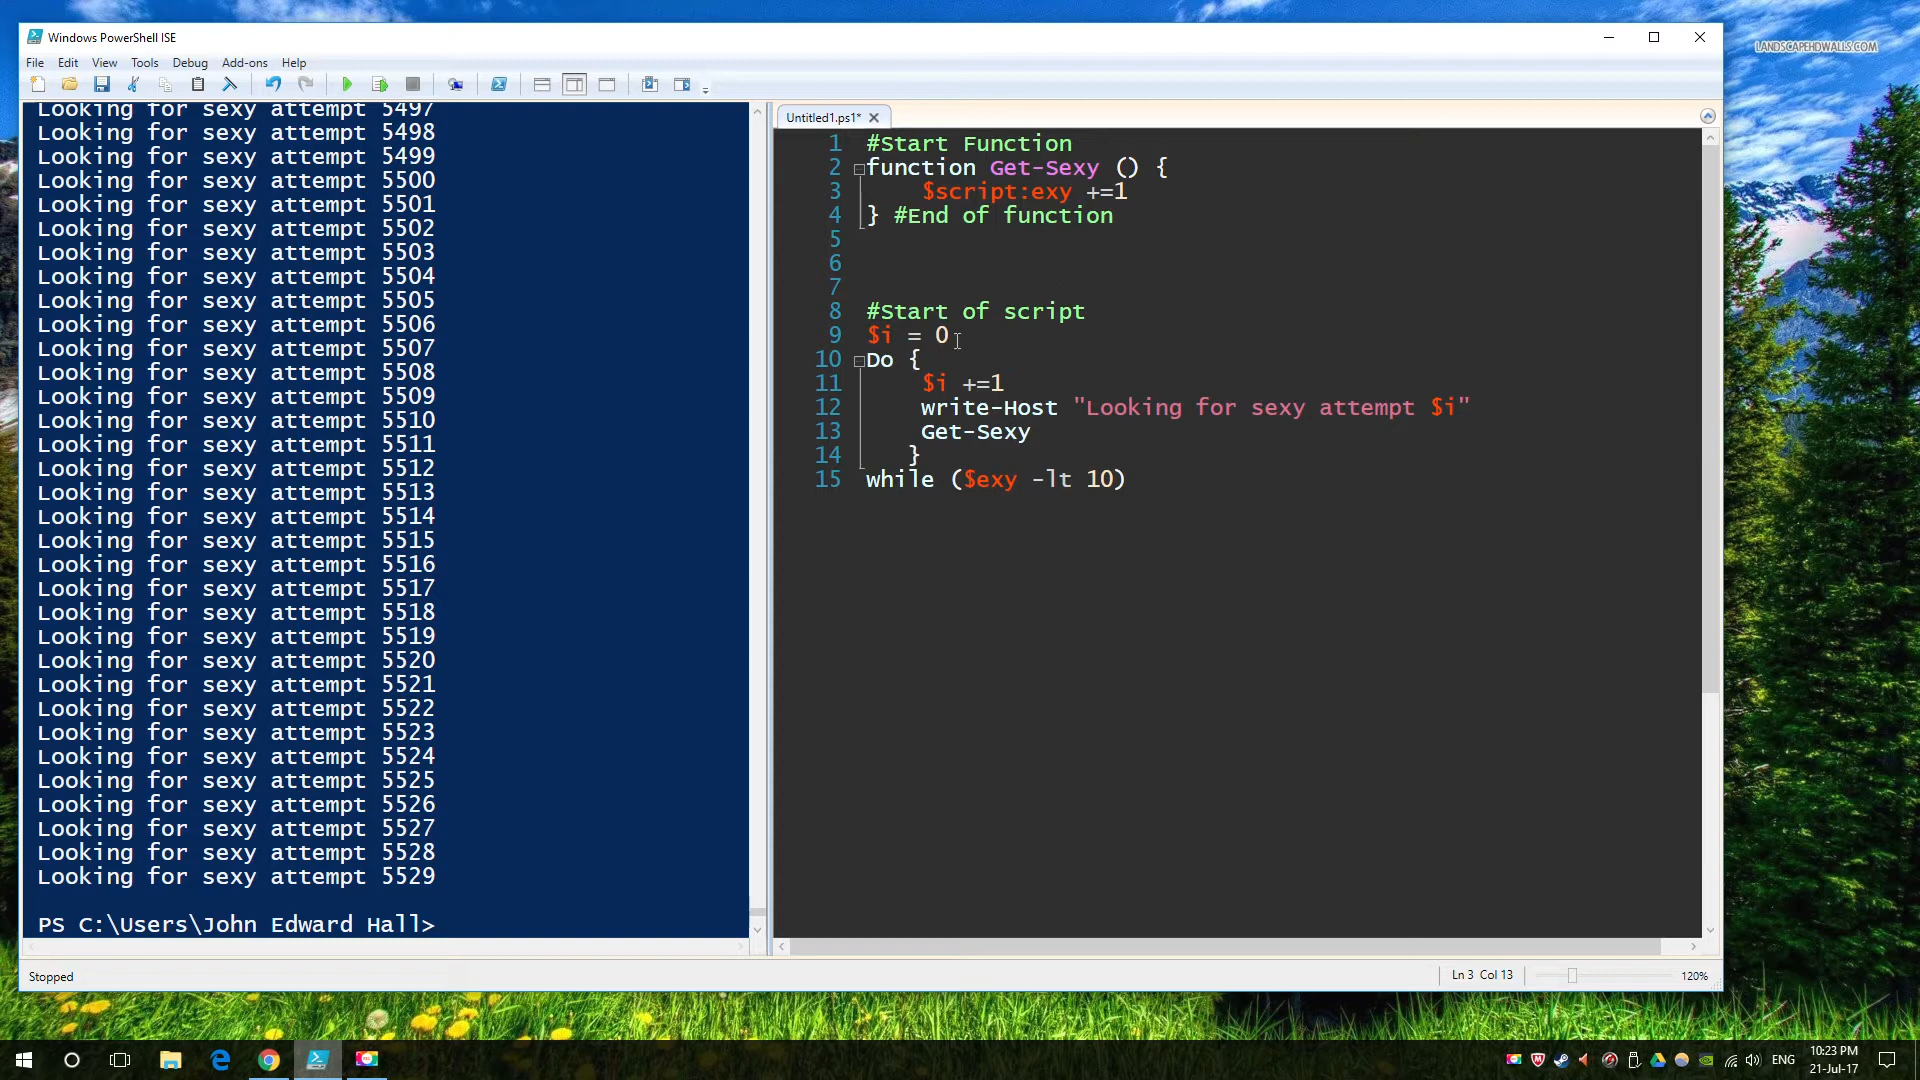 Windows PowerShell ISE
File Edit View Tools Debug Add-ons Help
LANDSCAPEHDWALLS.COM
Looking for sexy attempt 5497
Looking for sexy attempt 5498
Looking for sexy attempt 5499
Looking for sexy attempt 5500
Looking for sexy attempt 5501
Looking for sexy attempt 5502
Looking for sexy attempt 5503
Looking for sexy attempt 5504
Looking for sexy attempt 5505
Looking for sexy attempt 5506
Looking for sexy attempt 5507
Looking for sexy attempt 5508
Looking for sexy attempt 5509
Looking for sexy attempt 5510
Looking for sexy attempt 5511
Looking for sexy attempt 5512
Looking for sexy attempt 5513
Looking for sexy attempt 5514
Looking for sexy attempt 5515
Looking for sexy attempt 5516
Looking for sexy attempt 5517
Looking for sexy attempt 5518
Looking for sexy attempt 5519
Looking for sexy attempt 5520
Looking for sexy attempt 5521
Looking for sexy attempt 5522
Looking for sexy attempt 5523
Looking for sexy attempt 5524
Looking for sexy attempt 5525
Looking for sexy attempt 5526
Looking for sexy attempt 5527
Looking for sexy attempt 5528
Looking for sexy attempt 5529
PS C:\Users\John Edward Hall>
Untitled1.ps1*
1 #Start Function
2 function Get-Sexy () {
3 $script:exy +=1
4 } #End of function
5
6
7
8 #Start of script
9 $i = 0
10 Do {
11 $i +=1
12 write-Host "Looking for sexy attempt $i"
13 Get-Sexy
14 }
15 while ($exy -lt 10)
Stopped
Ln 3 Col 13
120%
ENG
10:23 PM
21-Jul-17